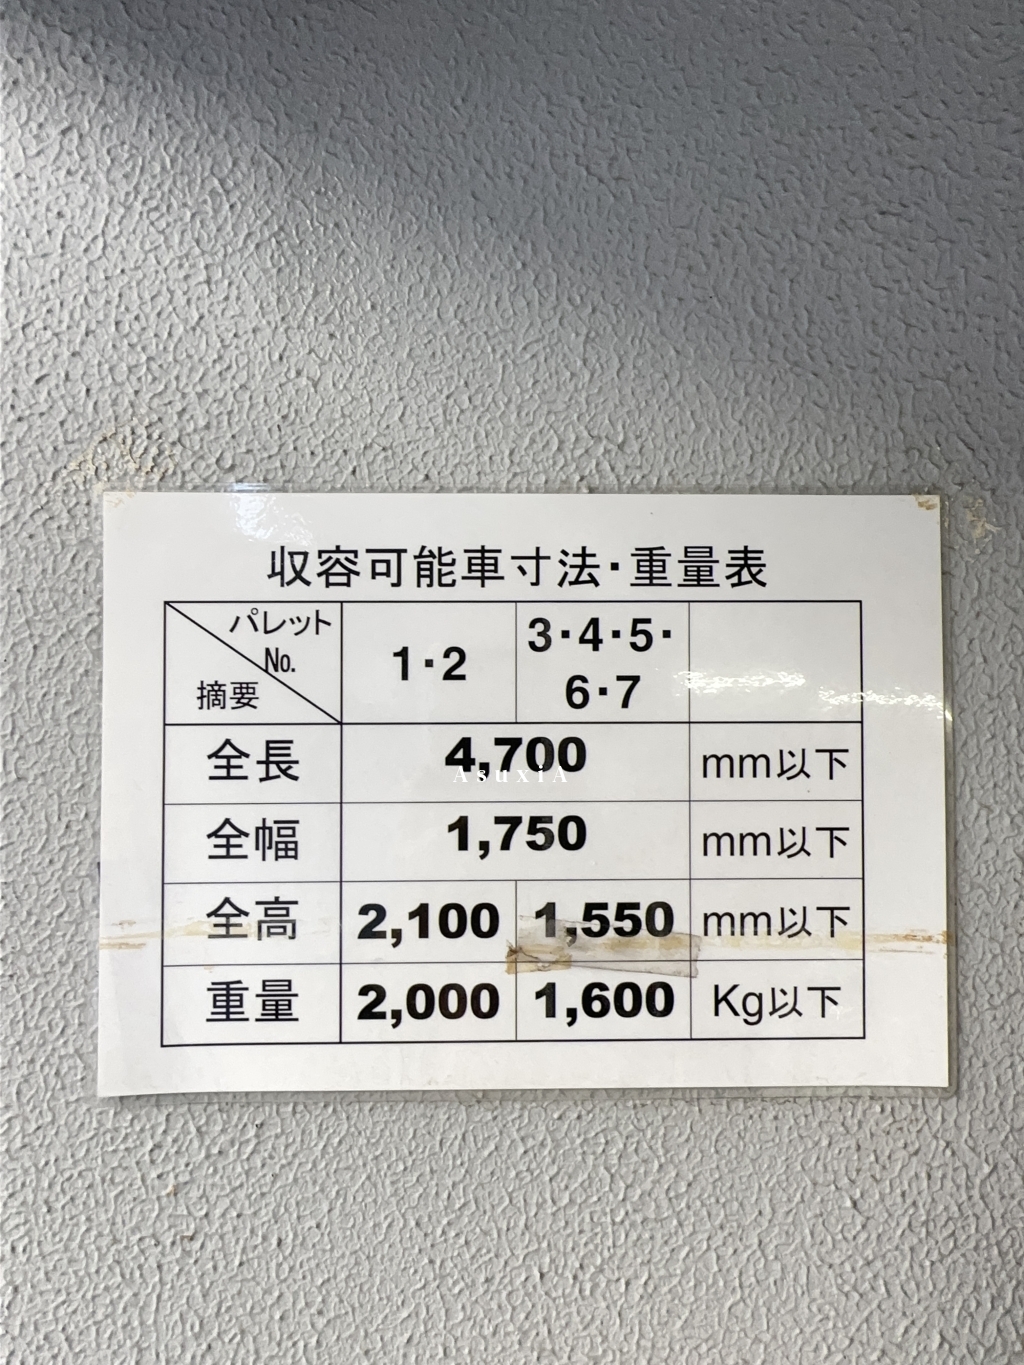 収容可能車寸法・重量表
パレット
No.
摘要
1・2
3・4・5・
6・7
全長 4,700 mm以下
AsuxiA
全幅 1,750 mm以下
全高 2,100 1,550 mm以下
重量 2,000 1,600 Kg以下